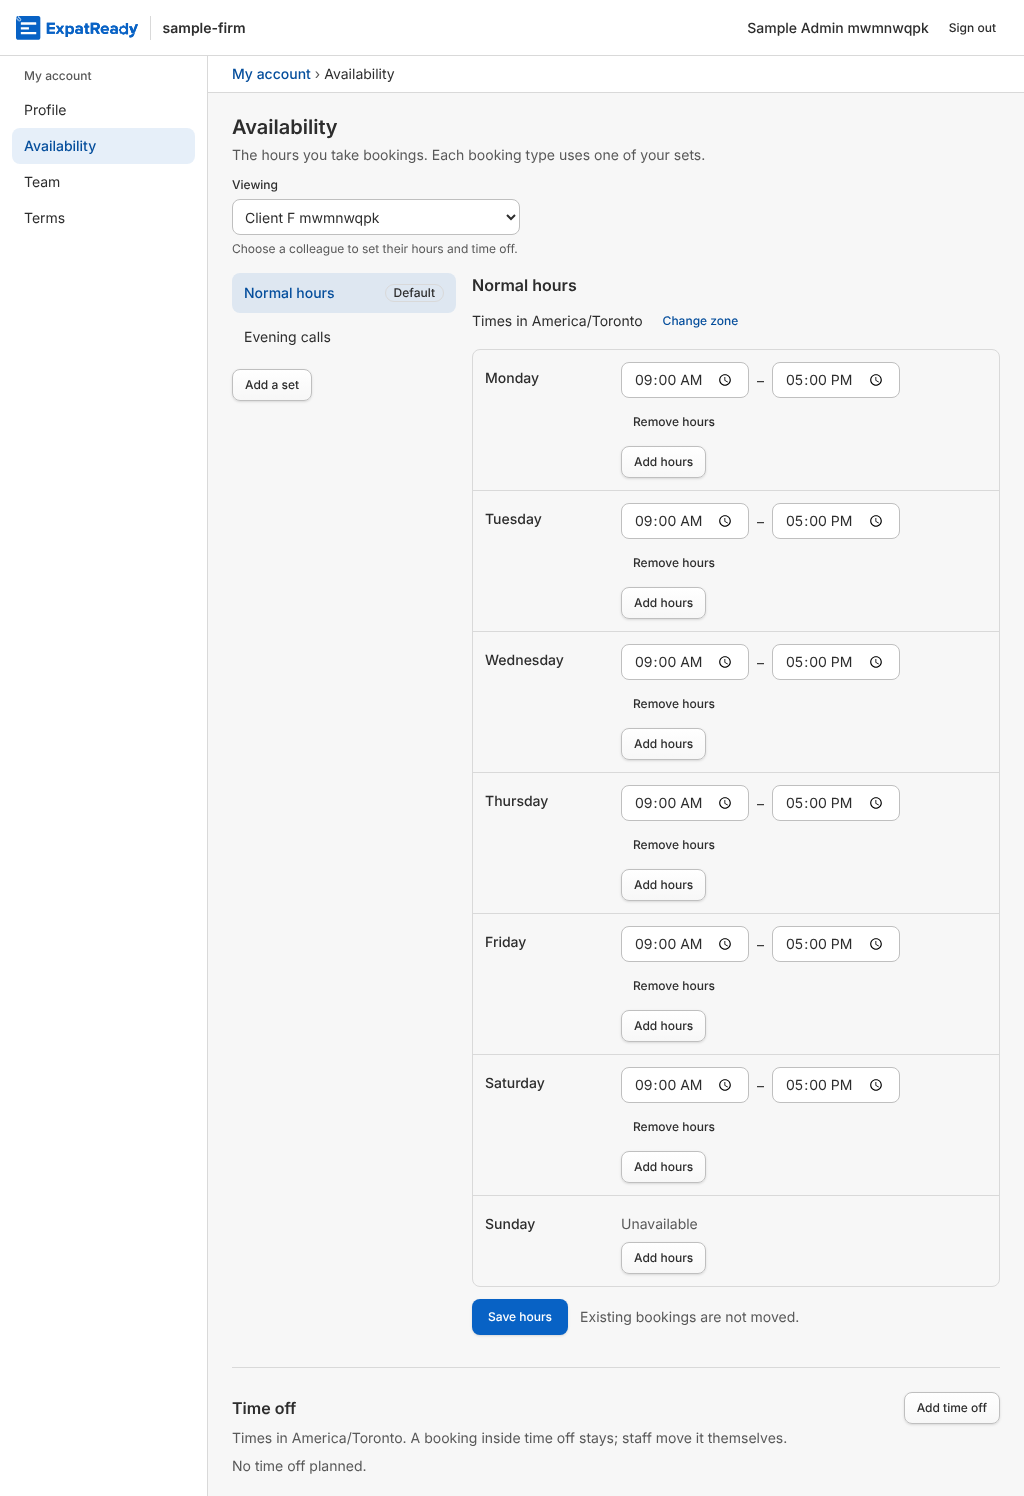 ExpatReady
sample-firm
Sample Admin mwmnwqpk
Sign out
My account
Profile
Availability
Team
Terms
My account › Availability
Availability
The hours you take bookings. Each booking type uses one of your sets.
Viewing
Client F mwmnwqpk
Choose a colleague to set their hours and time off.
Normal hours
Default
Evening calls
Add a set
Normal hours
Times in America/Toronto
Change zone
Monday
09:00 AM – 05:00 PM
Remove hours
Add hours
Tuesday
09:00 AM – 05:00 PM
Remove hours
Add hours
Wednesday
09:00 AM – 05:00 PM
Remove hours
Add hours
Thursday
09:00 AM – 05:00 PM
Remove hours
Add hours
Friday
09:00 AM – 05:00 PM
Remove hours
Add hours
Saturday
09:00 AM – 05:00 PM
Remove hours
Add hours
Sunday
Unavailable
Add hours
Save hours
Existing bookings are not moved.
Time off
Add time off
Times in America/Toronto. A booking inside time off stays; staff move it themselves.
No time off planned.